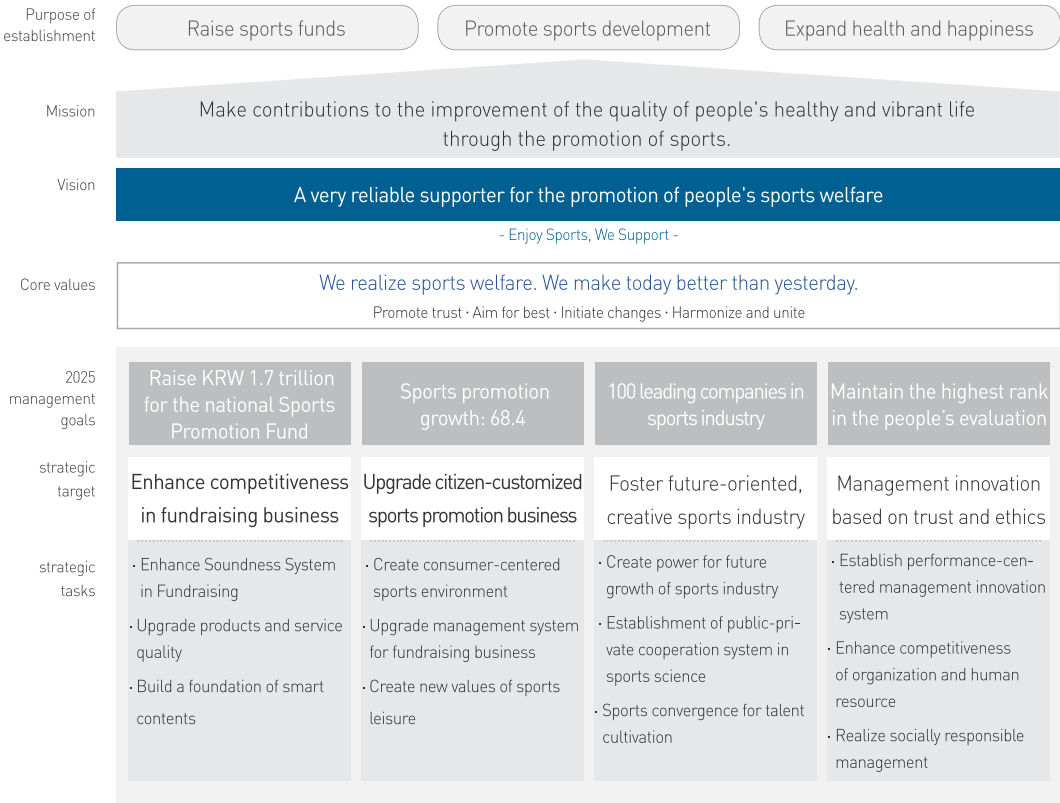 Purpose of
establishment
Raise sports funds
Promote sports development
Expand health and happiness
Mission
Make contributions to the improvement of the quality of people's healthy and vibrant life
through the promotion of sports.
Vision
A very reliable supporter for the promotion of people's sports welfare
- Enjoy Sports, We Support -
Core values
We realize sports welfare. We make today better than yesterday.
Promote trust · Aim for best · Initiate changes · Harmonize and unite
2025
management
goals
Raise KRW 1.7 trillion
for the national Sports
Promotion Fund
Sports promotion
growth: 68.4
100 leading companies in
sports industry
Maintain the highest rank
in the people's evaluation
strategic
target
Enhance competitiveness
in fundraising business
Upgrade citizen-customized
sports promotion business
Foster future-oriented,
creative sports industry
Management innovation
based on trust and ethics
strategic
tasks
· Enhance Soundness System
in Fundraising
· Upgrade products and service
quality
· Build a foundation of smart
contents
· Create consumer-centered
sports environment
· Upgrade management system
for fundraising business
· Create new values of sports
leisure
· Create power for future
growth of sports industry
· Establishment of public-pri-
vate cooperation system in
sports science
· Sports convergence for talent
cultivation
· Establish performance-cen-
tered management innovation
system
· Enhance competitiveness
of organization and human
resource
· Realize socially responsible
management